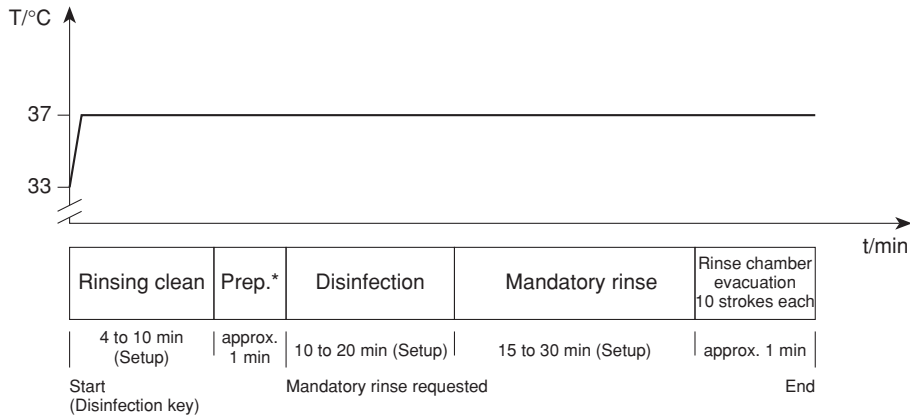 T/°C
37
33
t/min
Rinsing clean
Prep.*
Disinfection
Mandatory rinse
Rinse chamber
evacuation
10 strokes each
4 to 10 min
(Setup)
approx.
1 min
10 to 20 min (Setup)
15 to 30 min (Setup)
approx. 1 min
Start
(Disinfection key)
Mandatory rinse requested
End